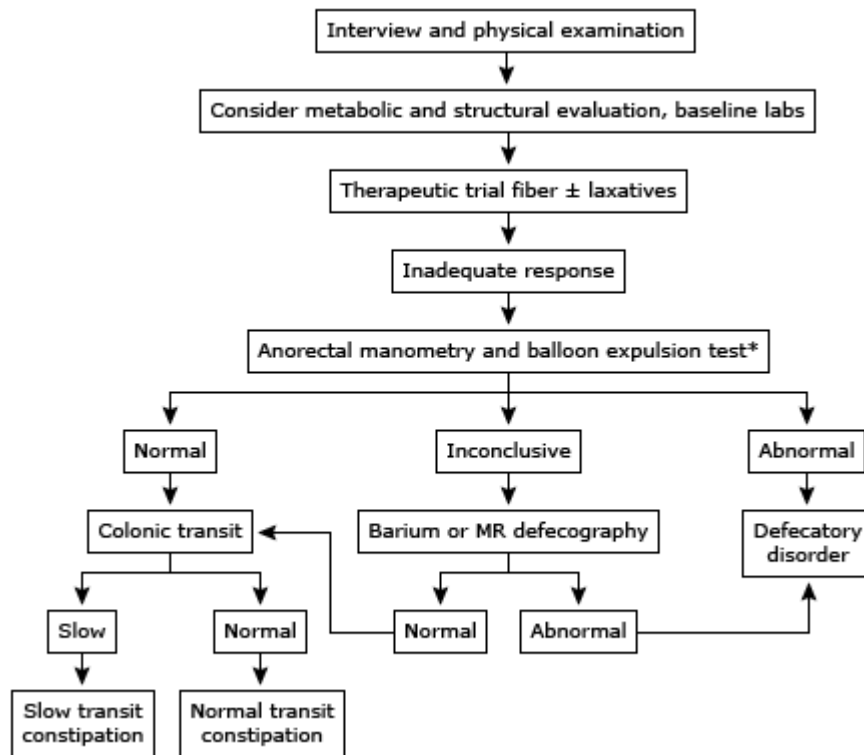 Interview and physical examination
Consider metabolic and structural evaluation, baseline labs
Therapeutic trial fiber ± laxatives
Inadequate response
Anorectal manometry and balloon expulsion test*
Normal
Inconclusive
Abnormal
Colonic transit
Barium or MR defecography
Defecatory
disorder
Slow
Normal
Normal
Abnormal
Slow transit
constipation
Normal transit
constipation